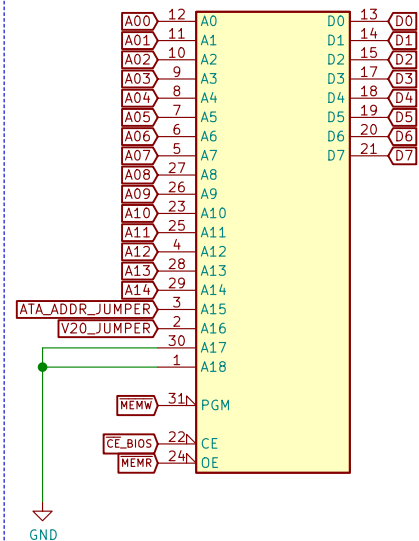 A00 12 A0 D0 13 D0
A01 11 A1 D1 14 D1
A02 10 A2 D2 15 D2
A03 9 A3 D3 17 D3
A04 8 A4 D4 18 D4
A05 7 A5 D5 19 D5
A06 6 A6 D6 20 D6
A07 5 A7 D7 21 D7
A08 27 A8
A09 26 A9
A10 23 A10
A11 25 A11
A12 4 A12
A13 28 A13
A14 29 A14
ATA_ADDR_JUMPER 3 A15
V20_JUMPER 2 A16
30 A17
1 A18
MEMW 31 PGM
CE_BIOS 22 CE
MEMR 24 OE
GND